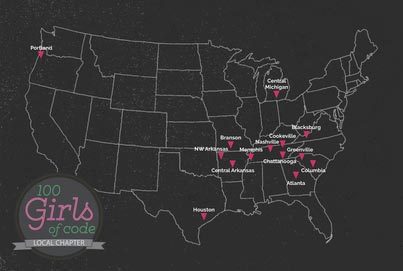 Portland
Central
Michigan
Blacksburg
Branson
Cookeville
Nashville
NW Arkansas
Memphis
Greenville
Chattanooga
Central Arkansas
Columbia
Atlanta
Houston
100
Girls
of code
LOCAL CHAPTER